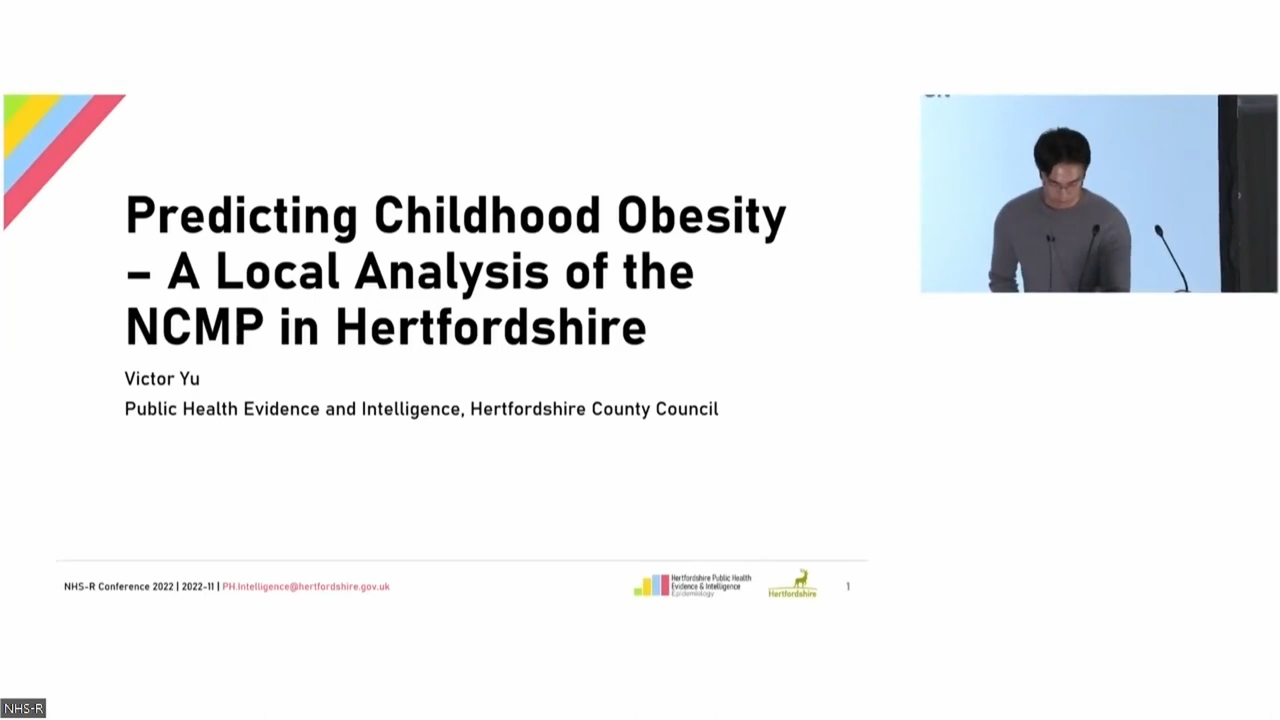 Predicting Childhood Obesity
– A Local Analysis of the
NCMP in Hertfordshire
Victor Yu
Public Health Evidence and Intelligence, Hertfordshire County Council
NHS-R Conference 2022 | 2022-11 | PH.Intelligence@hertfordshire.gov.uk
Hertfordshire Public Health
Evidence & Intelligence
Epidemiology
Hertfordshire
1
NHS-R